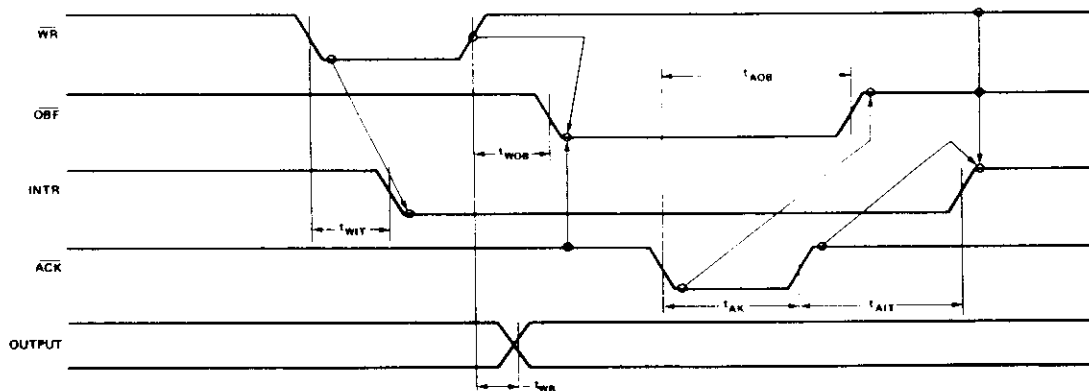 WR
tAOB
OBF
tWOB
INTR
tWIT
ACK
tAK
tAIT
OUTPUT
tWB